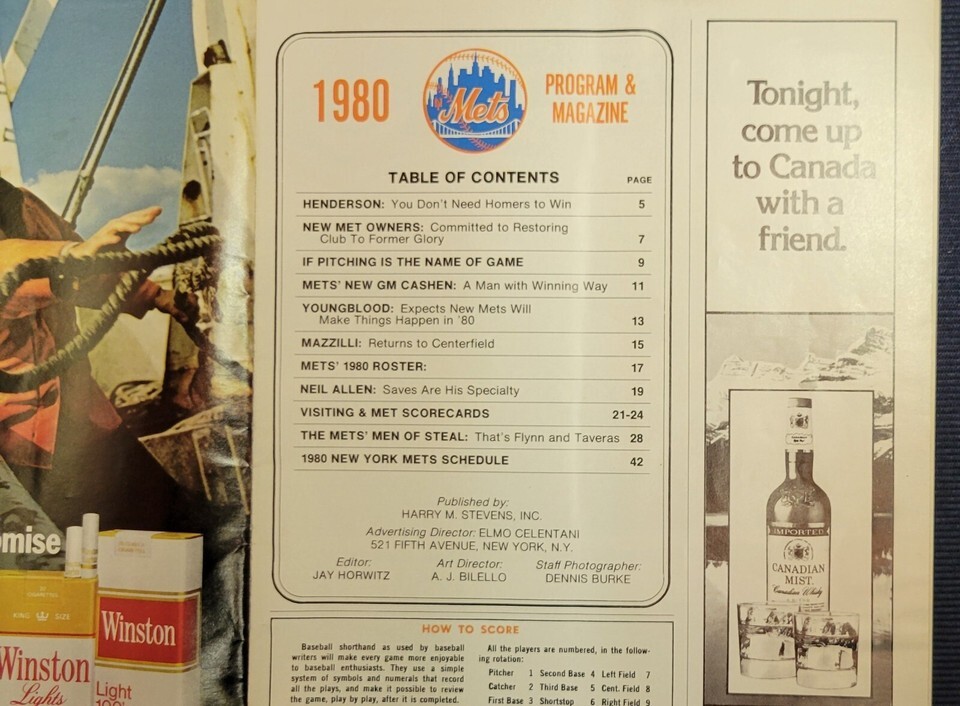 1980
Mets
PROGRAM &
MAGAZINE
TABLE OF CONTENTS PAGE
HENDERSON: You Don't Need Homers to Win 5
NEW MET OWNERS: Committed to Restoring
Club To Former Glory 7
IF PITCHING IS THE NAME OF GAME 9
METS' NEW GM CASHEN: A Man with Winning Way 11
YOUNGBLOOD: Expects New Mets Will
Make Things Happen in '80 13
MAZZILLI: Returns to Centerfield 15
METS' 1980 ROSTER: 17
NEIL ALLEN: Saves Are His Specialty 19
VISITING & MET SCORECARDS 21-24
THE METS' MEN OF STEAL: That's Flynn and Taveras 28
1980 NEW YORK METS SCHEDULE 42
Published by:
HARRY M. STEVENS, INC.
Advertising Director: ELMO CELENTANI
521 FIFTH AVENUE, NEW YORK, N.Y.
Editor: Art Director: Staff Photographer:
JAY HORWITZ A. J. BILELLO DENNIS BURKE
HOW TO SCORE
Baseball shorthand as used by baseball
writers will make every game more enjoyable
to baseball enthusiasts. They use a simple
system of symbols and numerals that record
all the plays, and make it possible to review
the game, play by play, after it is completed.
All the players are numbered, in the follow-
ing rotation:
Pitcher 1 Second Base 4 Left Field 7
Catcher 2 Third Base 5 Cent. Field 8
First Base 3 Shortstop 6 Right Field 9
Tonight,
come up
to Canada
with a
friend.
IMPORTED
CANADIAN
MIST.
Canadian Whisky
omise
KING SIZE
Winston
Lights
Winston
Light
100's